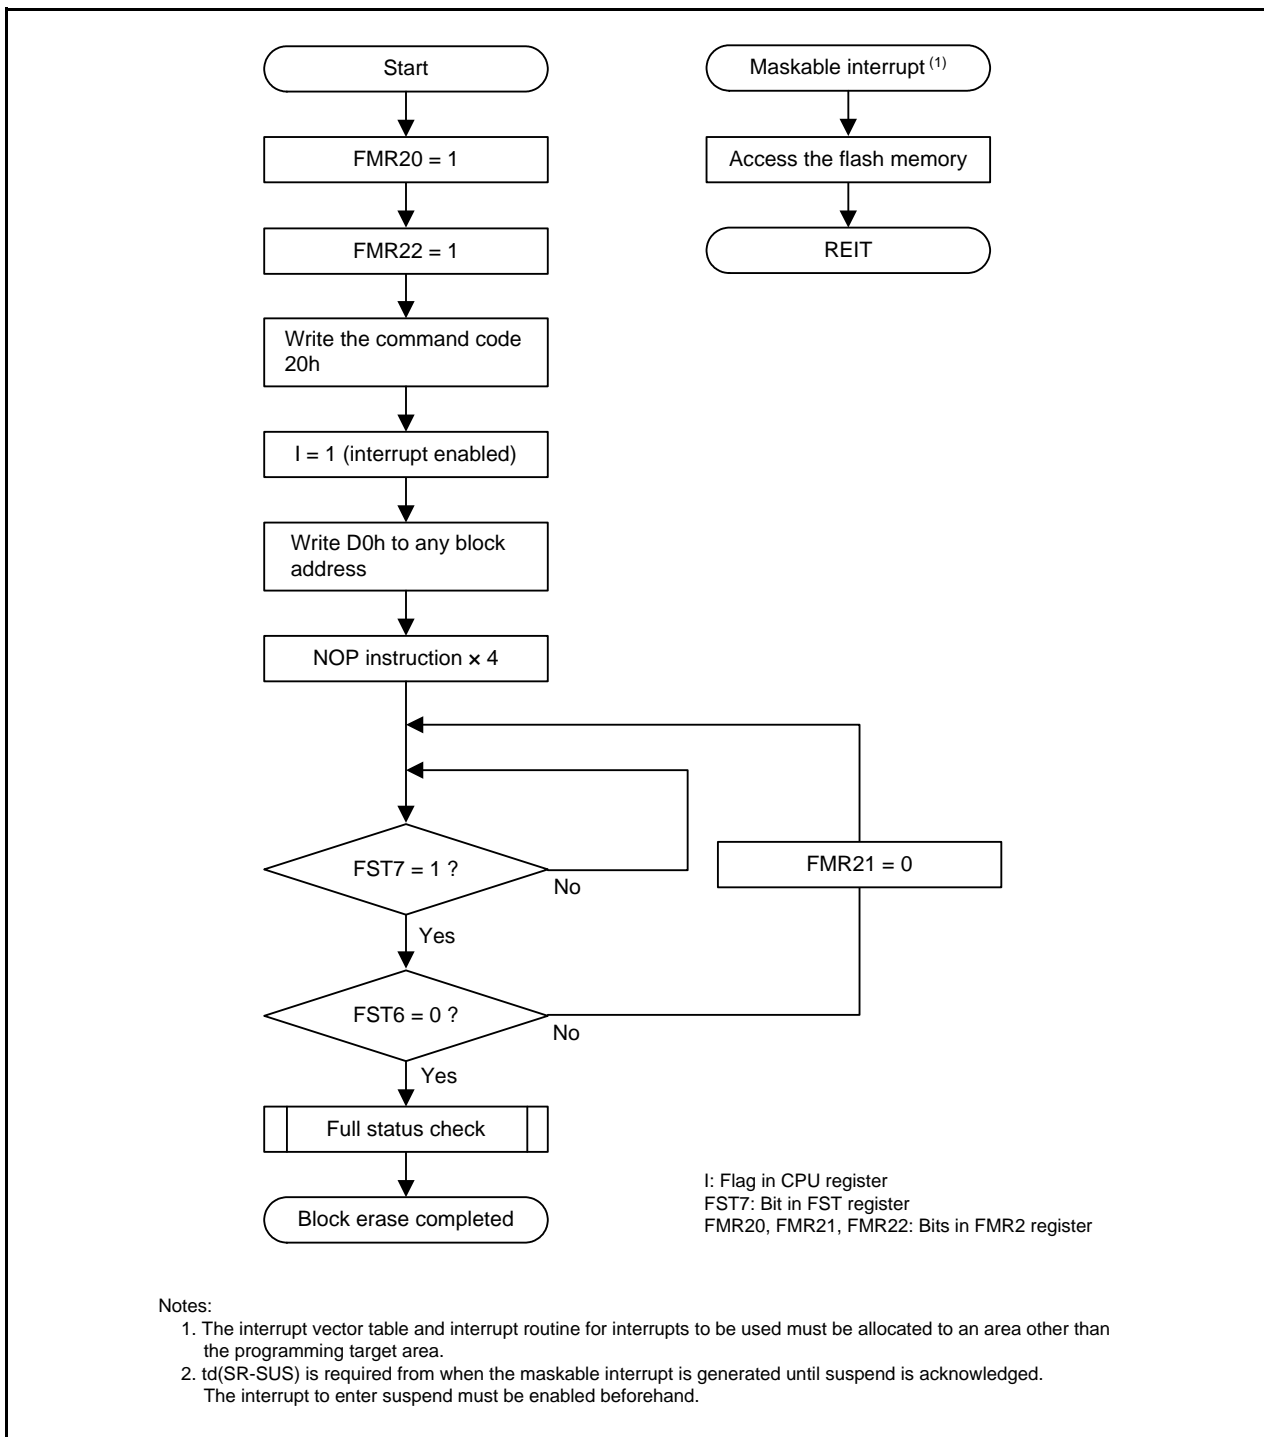 Start
FMR20 = 1
FMR22 = 1
Write the command code
20h
I = 1 (interrupt enabled)
Write D0h to any block
address
NOP instruction × 4
FST7 = 1 ?
No
Yes
FST6 = 0 ?
No
Yes
Full status check
Block erase completed
FMR21 = 0
Maskable interrupt (1)
Access the flash memory
REIT
I: Flag in CPU register
FST7: Bit in FST register
FMR20, FMR21, FMR22: Bits in FMR2 register
Notes:
1. The interrupt vector table and interrupt routine for interrupts to be used must be allocated to an area other than
the programming target area.
2. td(SR-SUS) is required from when the maskable interrupt is generated until suspend is acknowledged.
The interrupt to enter suspend must be enabled beforehand.